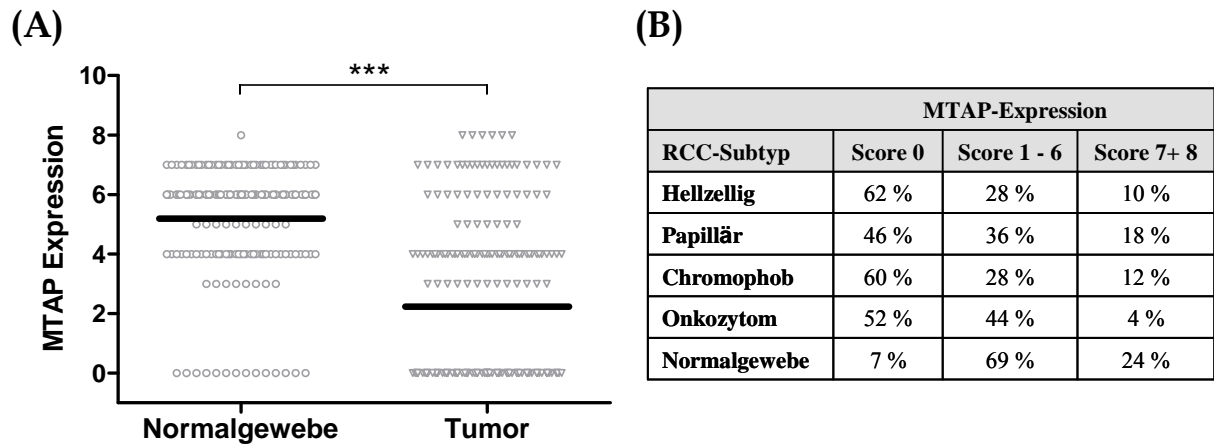 (A)
(B)
***
10
8
6
4
2
0
MTAP Expression
Normalgewebe Tumor
MTAP-Expression
RCC-Subtyp Score 0 Score 1 - 6 Score 7+ 8
Hellzellig 62 % 28 % 10 %
Papillär 46 % 36 % 18 %
Chromophob 60 % 28 % 12 %
Onkozytom 52 % 44 % 4 %
Normalgewebe 7 % 69 % 24 %